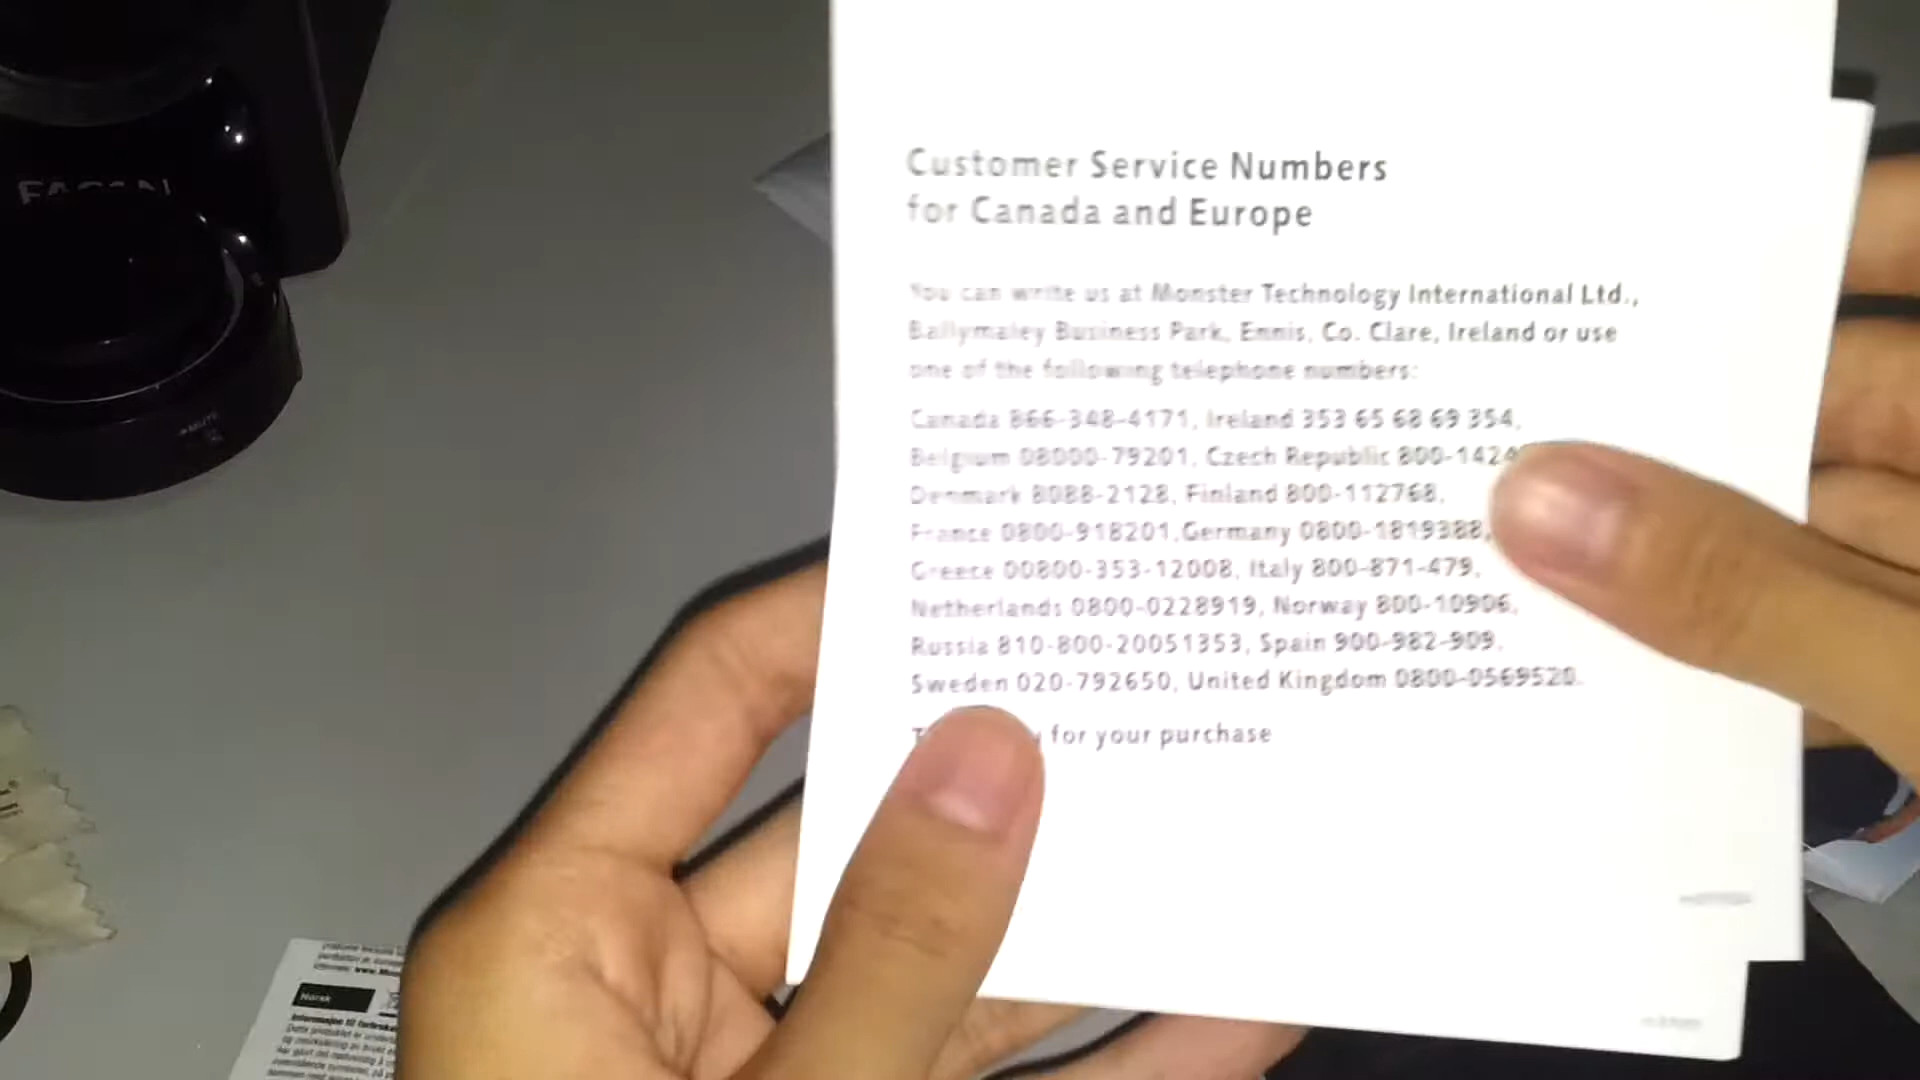 Customer Service Numbers
for Canada and Europe
You can write us at Monster Technology International Ltd.,
Ballymaley Business Park, Ennis, Co. Clare, Ireland or use
one of the following telephone numbers:
Canada 866-348-4171, Ireland 353 65 68 69 354,
Belgium 08000-79201, Czech Republic 800-142
Denmark 8088-2128, Finland 800-112768,
France 0800-918201,Germany 0800-1819388,
Greece 00800-353-12008, Italy 800-871-479,
Netherlands 0800-0228919, Norway 800-10906,
Russia 810-800-20051353, Spain 900-982-909,
Sweden 020-792650, United Kingdom 0800-0569520.
for your purchase
Norsk